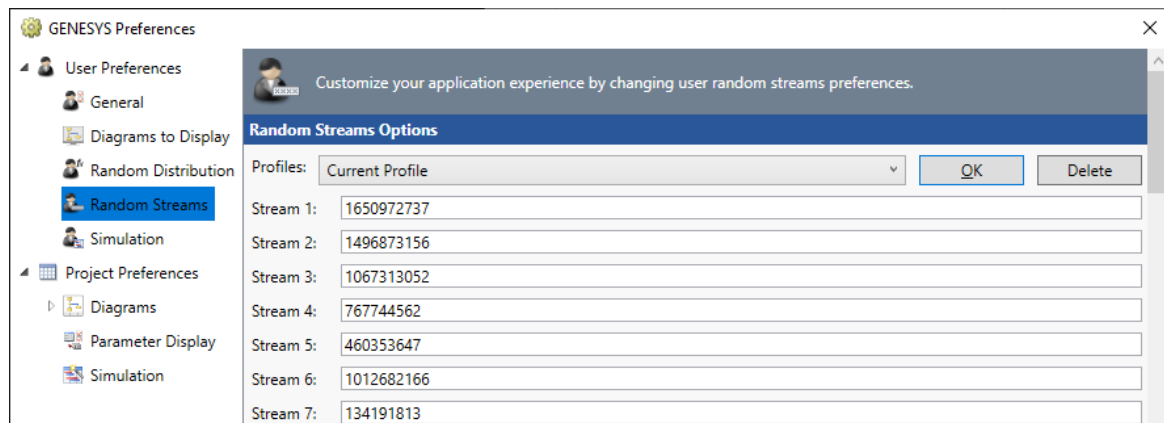 GENESYS Preferences
User Preferences
General
Diagrams to Display
Random Distribution
Random Streams
Simulation
Project Preferences
Diagrams
Parameter Display
Simulation
Customize your application experience by changing user random streams preferences.
Random Streams Options
Profiles: Current Profile OK Delete
Stream 1: 1650972737
Stream 2: 1496873156
Stream 3: 1067313052
Stream 4: 767744562
Stream 5: 460353647
Stream 6: 1012682166
Stream 7: 134191813